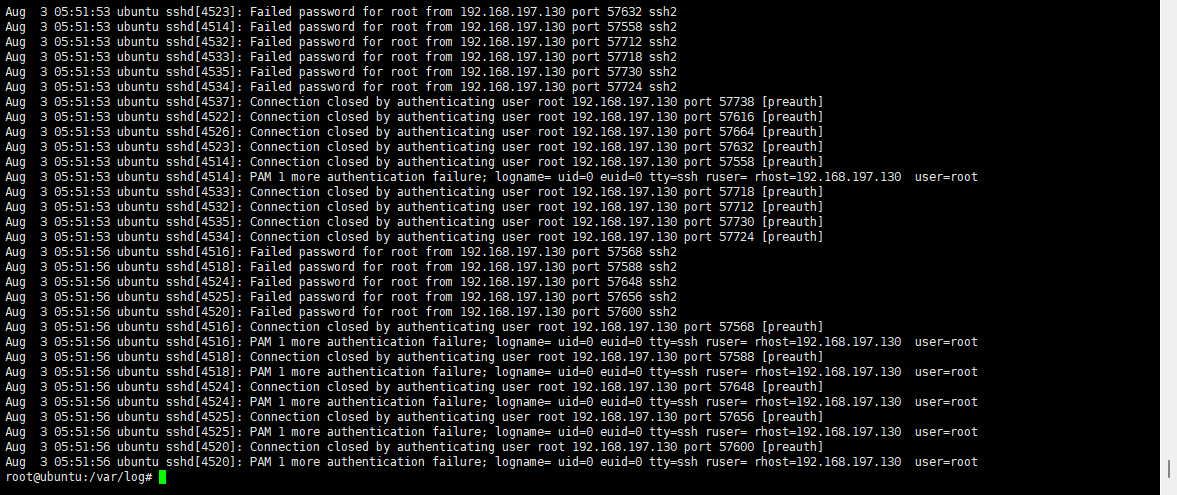 Aug  3 05:51:53 ubuntu sshd[4523]: Failed password for root from 192.168.197.130 port 57632 ssh2
Aug  3 05:51:53 ubuntu sshd[4514]: Failed password for root from 192.168.197.130 port 57558 ssh2
Aug  3 05:51:53 ubuntu sshd[4532]: Failed password for root from 192.168.197.130 port 57712 ssh2
Aug  3 05:51:53 ubuntu sshd[4533]: Failed password for root from 192.168.197.130 port 57718 ssh2
Aug  3 05:51:53 ubuntu sshd[4535]: Failed password for root from 192.168.197.130 port 57730 ssh2
Aug  3 05:51:53 ubuntu sshd[4534]: Failed password for root from 192.168.197.130 port 57724 ssh2
Aug  3 05:51:53 ubuntu sshd[4537]: Connection closed by authenticating user root 192.168.197.130 port 57738 [preauth]
Aug  3 05:51:53 ubuntu sshd[4522]: Connection closed by authenticating user root 192.168.197.130 port 57616 [preauth]
Aug  3 05:51:53 ubuntu sshd[4526]: Connection closed by authenticating user root 192.168.197.130 port 57664 [preauth]
Aug  3 05:51:53 ubuntu sshd[4523]: Connection closed by authenticating user root 192.168.197.130 port 57632 [preauth]
Aug  3 05:51:53 ubuntu sshd[4514]: Connection closed by authenticating user root 192.168.197.130 port 57558 [preauth]
Aug  3 05:51:53 ubuntu sshd[4514]: PAM 1 more authentication failure; logname= uid=0 euid=0 tty=ssh ruser= rhost=192.168.197.130  user=root
Aug  3 05:51:53 ubuntu sshd[4533]: Connection closed by authenticating user root 192.168.197.130 port 57718 [preauth]
Aug  3 05:51:53 ubuntu sshd[4532]: Connection closed by authenticating user root 192.168.197.130 port 57712 [preauth]
Aug  3 05:51:53 ubuntu sshd[4535]: Connection closed by authenticating user root 192.168.197.130 port 57730 [preauth]
Aug  3 05:51:53 ubuntu sshd[4534]: Connection closed by authenticating user root 192.168.197.130 port 57724 [preauth]
Aug  3 05:51:56 ubuntu sshd[4516]: Failed password for root from 192.168.197.130 port 57568 ssh2
Aug  3 05:51:56 ubuntu sshd[4518]: Failed password for root from 192.168.197.130 port 57588 ssh2
Aug  3 05:51:56 ubuntu sshd[4524]: Failed password for root from 192.168.197.130 port 57648 ssh2
Aug  3 05:51:56 ubuntu sshd[4525]: Failed password for root from 192.168.197.130 port 57656 ssh2
Aug  3 05:51:56 ubuntu sshd[4520]: Failed password for root from 192.168.197.130 port 57600 ssh2
Aug  3 05:51:56 ubuntu sshd[4516]: Connection closed by authenticating user root 192.168.197.130 port 57568 [preauth]
Aug  3 05:51:56 ubuntu sshd[4516]: PAM 1 more authentication failure; logname= uid=0 euid=0 tty=ssh ruser= rhost=192.168.197.130  user=root
Aug  3 05:51:56 ubuntu sshd[4518]: Connection closed by authenticating user root 192.168.197.130 port 57588 [preauth]
Aug  3 05:51:56 ubuntu sshd[4518]: PAM 1 more authentication failure; logname= uid=0 euid=0 tty=ssh ruser= rhost=192.168.197.130  user=root
Aug  3 05:51:56 ubuntu sshd[4524]: Connection closed by authenticating user root 192.168.197.130 port 57648 [preauth]
Aug  3 05:51:56 ubuntu sshd[4524]: PAM 1 more authentication failure; logname= uid=0 euid=0 tty=ssh ruser= rhost=192.168.197.130  user=root
Aug  3 05:51:56 ubuntu sshd[4525]: Connection closed by authenticating user root 192.168.197.130 port 57656 [preauth]
Aug  3 05:51:56 ubuntu sshd[4525]: PAM 1 more authentication failure; logname= uid=0 euid=0 tty=ssh ruser= rhost=192.168.197.130  user=root
Aug  3 05:51:56 ubuntu sshd[4520]: Connection closed by authenticating user root 192.168.197.130 port 57600 [preauth]
Aug  3 05:51:56 ubuntu sshd[4520]: PAM 1 more authentication failure; logname= uid=0 euid=0 tty=ssh ruser= rhost=192.168.197.130  user=root
root@ubuntu:/var/log#